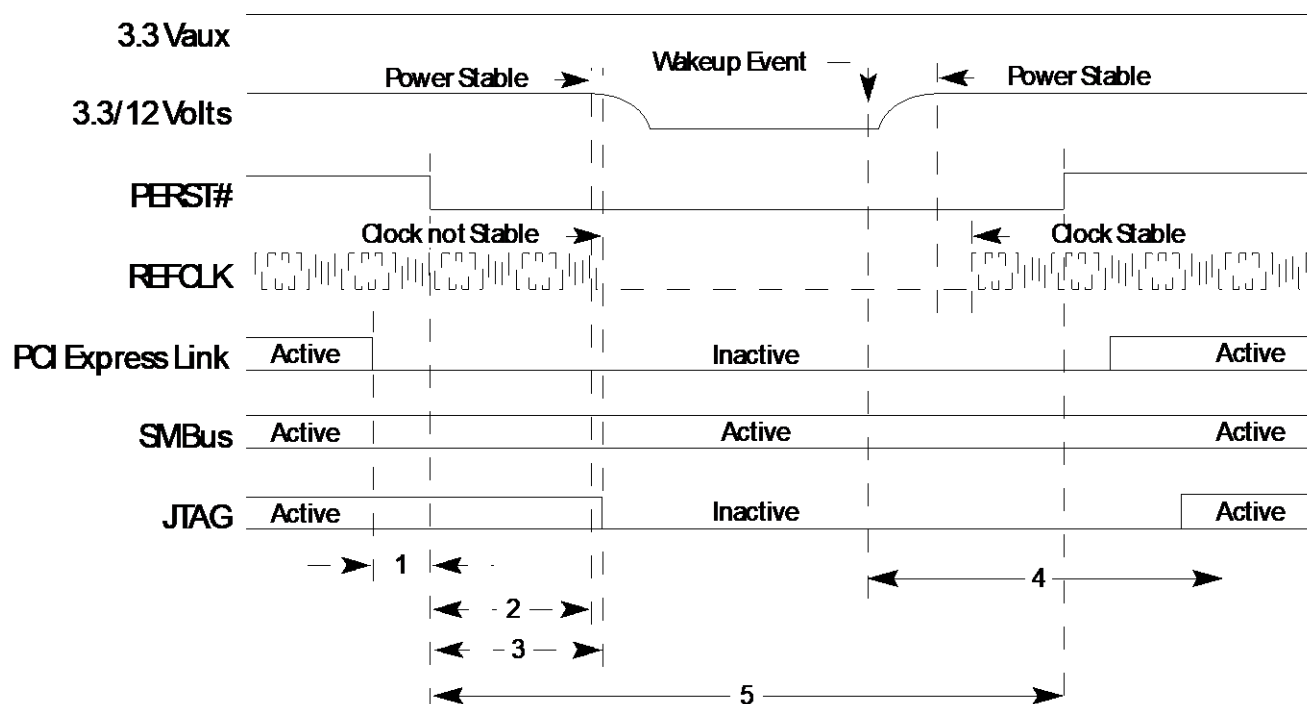 3.3 Vaux
Wakeup Event
Power Stable
Power Stable
3.3/12 Volts
PERST#
Clock not Stable
Clock Stable
REFCLK
PCI Express Link
Active
Inactive
Active
SMBus
Active
Active
Active
JTAG
Active
Inactive
Active
1
4
2
3
5